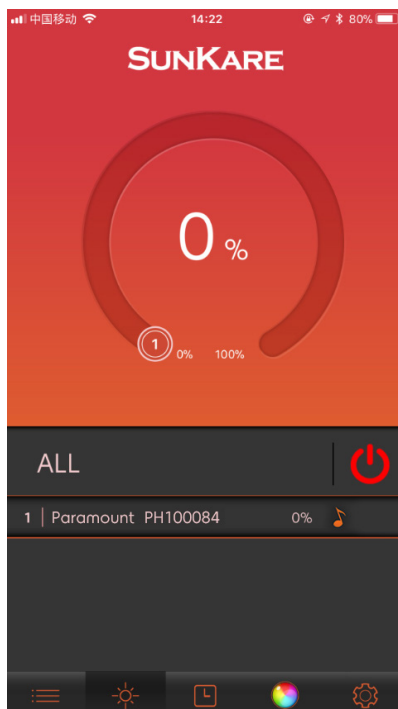 中国移动 14:22 80%
SUNKARE
0 %
1 0% 100%
ALL
1 Paramount PH100084 0%